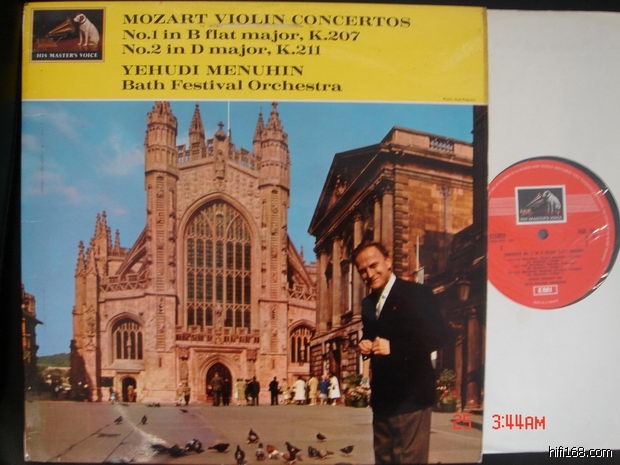 MOZART VIOLIN CONCERTOS
No.1 in B flat major, K.207
No.2 in D major, K.211
HIS MASTER'S VOICE
YEHUDI MENUHIN
Bath Festival Orchestra
HIS MASTER'S VOICE
EMI
25 3:44AM
hifi168.com